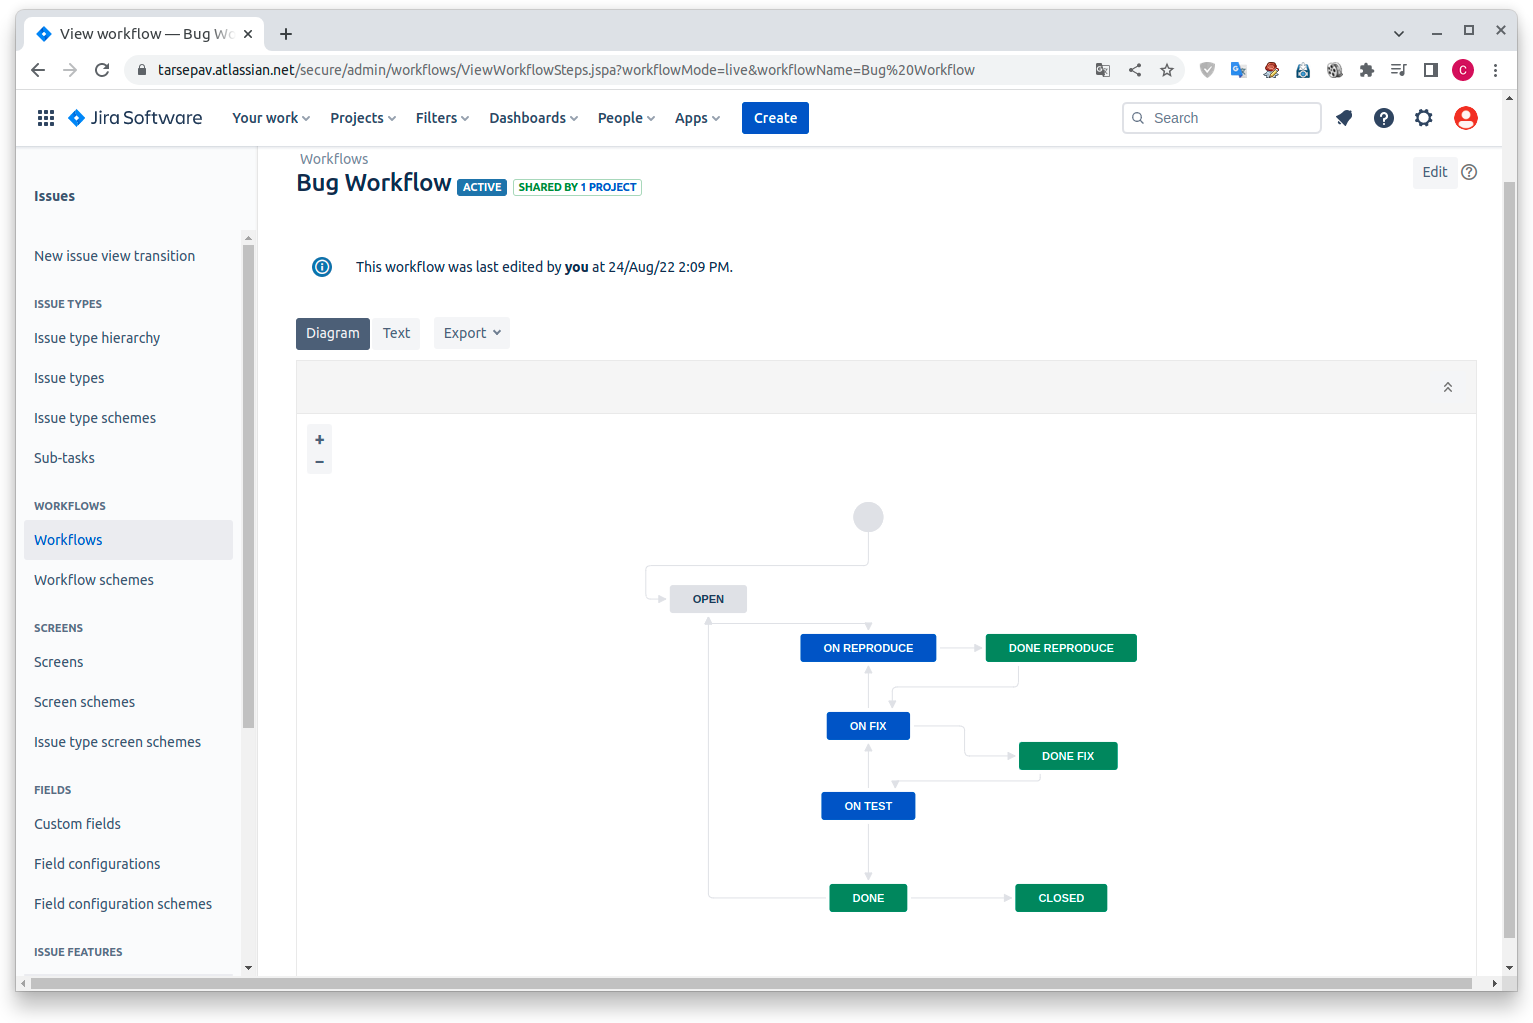 View workflow — Bug Wo
tarsepav.atlassian.net/secure/admin/workflows/ViewWorkflowSteps.jspa?workflowMode=live&workflowName=Bug%20Workflow
C
Jira Software
Your work
Projects
Filters
Dashboards
People
Apps
Create
Search
Issues
New issue view transition
ISSUE TYPES
Issue type hierarchy
Issue types
Issue type schemes
Sub-tasks
WORKFLOWS
Workflows
Workflow schemes
SCREENS
Screens
Screen schemes
Issue type screen schemes
FIELDS
Custom fields
Field configurations
Field configuration schemes
ISSUE FEATURES
Workflows
Bug Workflow ACTIVE SHARED BY 1 PROJECT
Edit
This workflow was last edited by you at 24/Aug/22 2:09 PM.
Diagram
Text
Export
+
−
OPEN
ON REPRODUCE
DONE REPRODUCE
ON FIX
DONE FIX
ON TEST
DONE
CLOSED